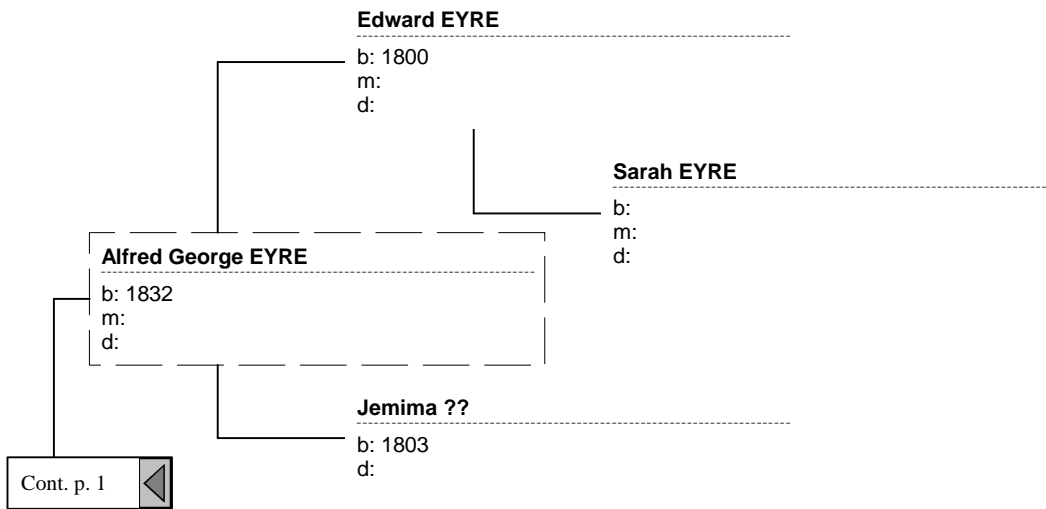 Edward EYRE
b: 1800
m:
d:
Sarah EYRE
b:
m:
d:
Alfred George EYRE
b: 1832
m:
d:
Jemima ??
b: 1803
d:
Cont. p. 1